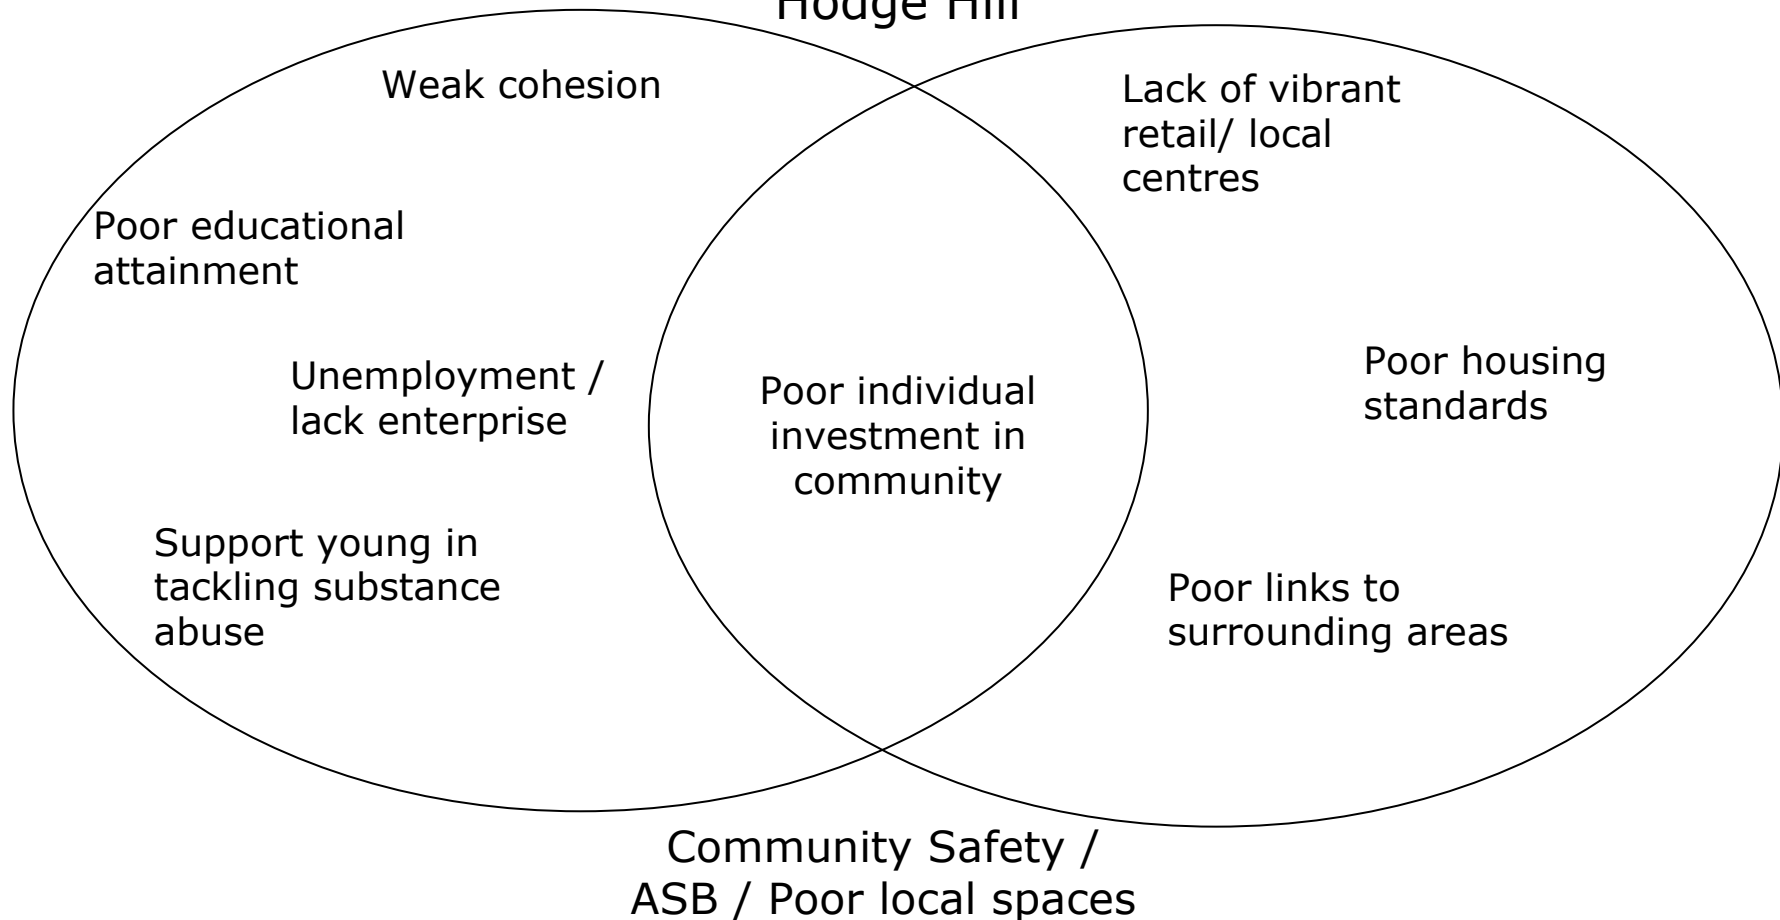 Hodge Hill
Weak cohesion
Lack of vibrant
retail/ local
centres
Poor educational
attainment
Unemployment /
lack enterprise
Poor individual
investment in
community
Poor housing
standards
Support young in
tackling substance
abuse
Poor links to
surrounding areas
Community Safety /
ASB / Poor local spaces